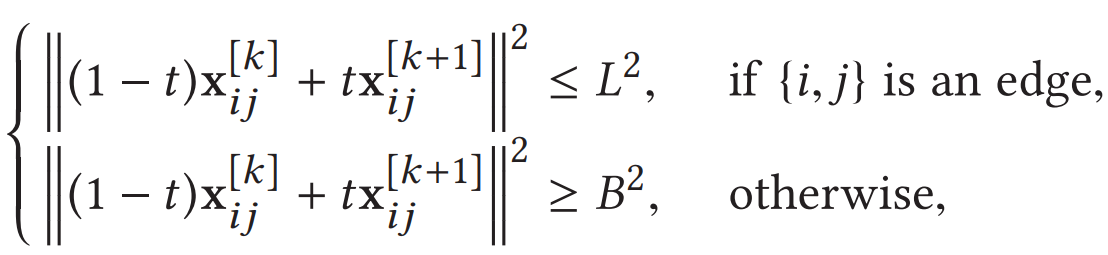 ‖(1 − t)x_{ij}^{[k]} + tx_{ij}^{[k+1]}‖² ≤ L², if {i, j} is an edge,
‖(1 − t)x_{ij}^{[k]} + tx_{ij}^{[k+1]}‖² ≥ B², otherwise,